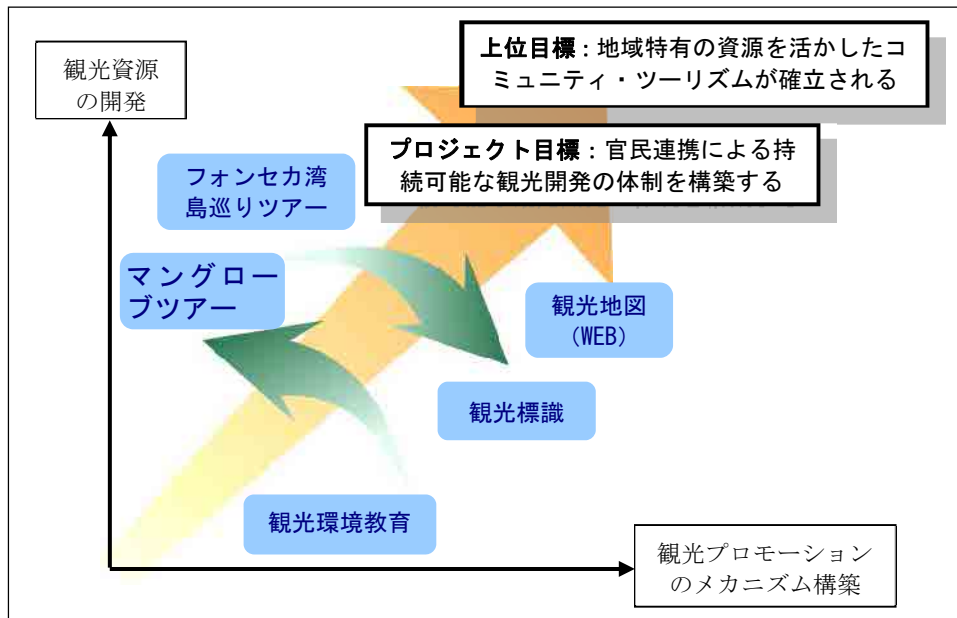 上位目標：地域特有の資源を活かしたコ
ミュニティ・ツーリズムが確立される
観光資源
の開発
プロジェクト目標：官民連携による持
続可能な観光開発の体制を構築する
フォンセカ湾
島巡りツアー
マングロー
ブツアー
観光地図
(WEB)
観光標識
観光環境教育
観光プロモーション
のメカニズム構築